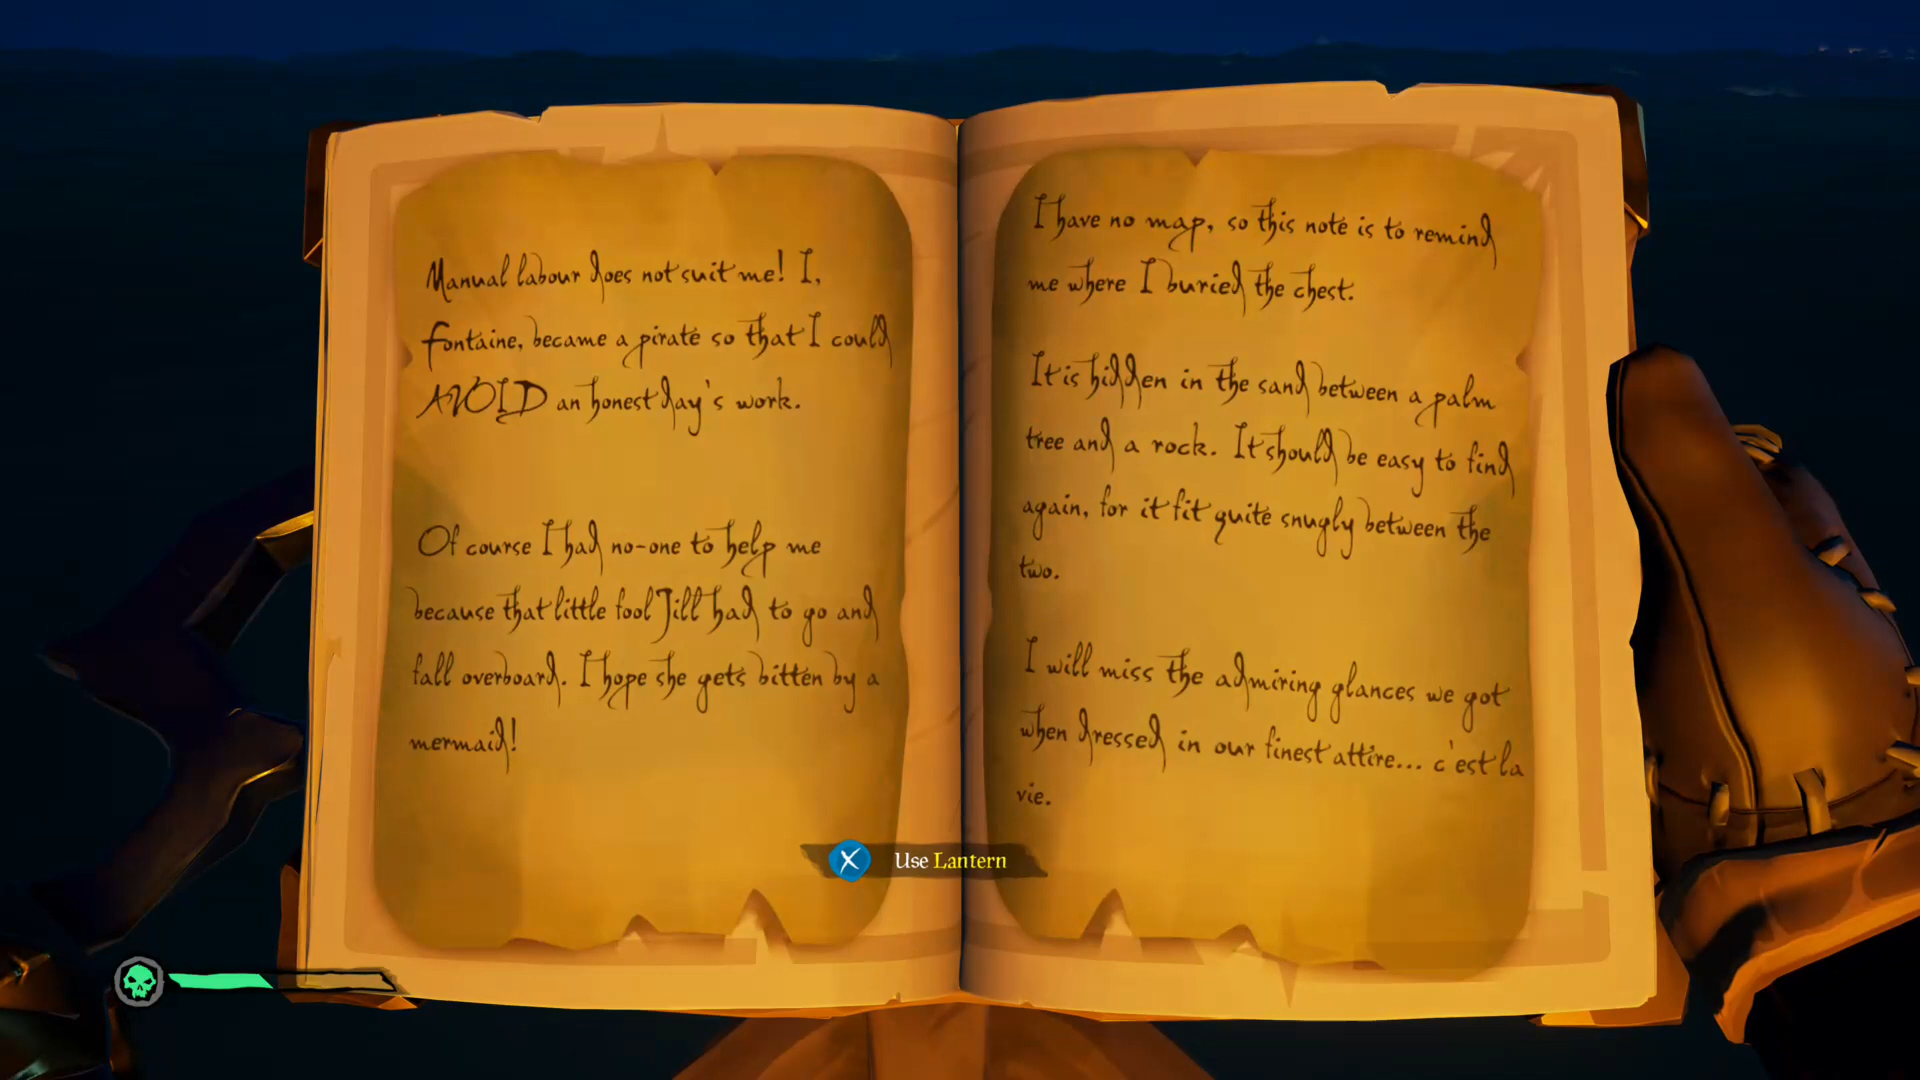 Manual labour does not suit me! I,
Fontaine, became a pirate so that I could
AVOID an honest day's work.
Of course I had no-one to help me
because that little fool Jill had to go and
fall overboard. I hope she gets bitten by a
mermaid!
I have no map, so this note is to remind
me where I buried the chest.
It is hidden in the sand between a palm
tree and a rock. It should be easy to find
again, for it fit quite snugly between the
two.
I will miss the admiring glances we got
when dressed in our finest attire... c'est la
vie.
X Use Lantern